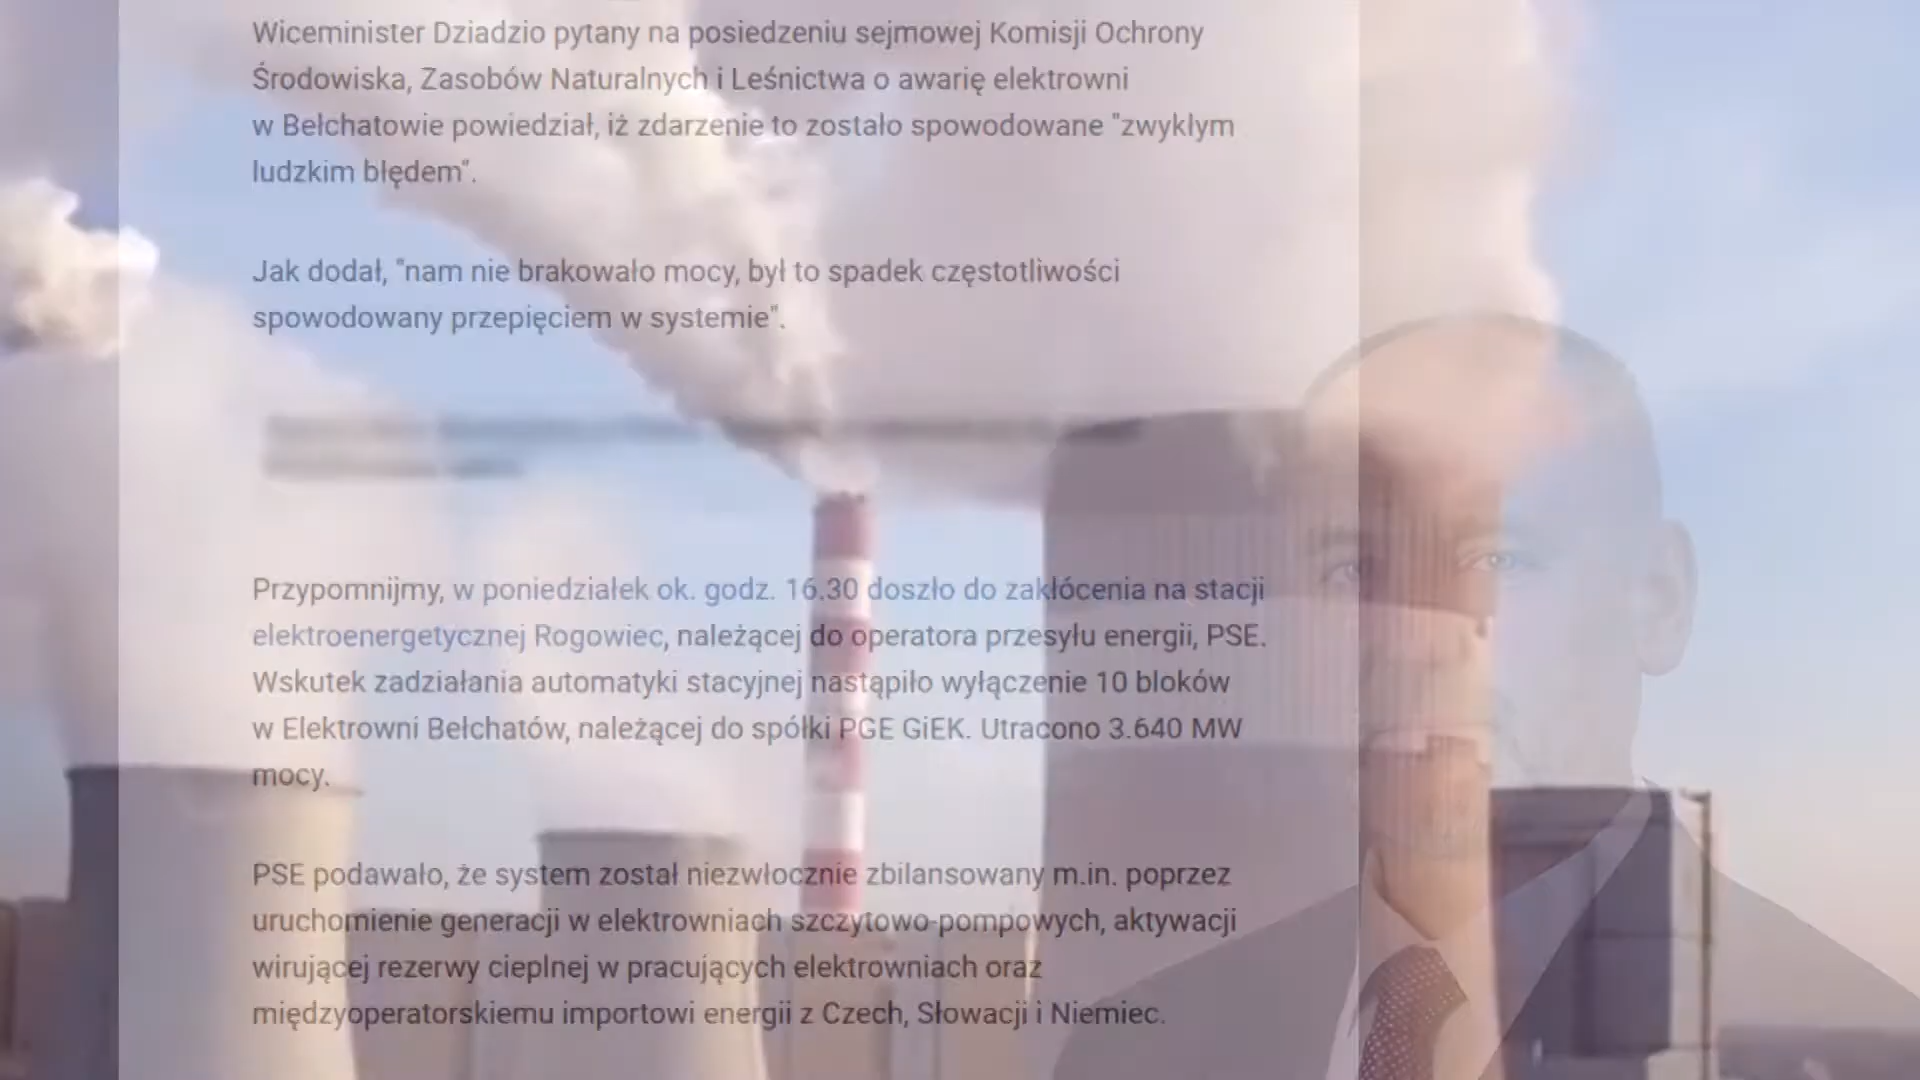 Wiceminister Dziadzio pytany na posiedzeniu sejmowej Komisji Ochrony
Środowiska, Zasobów Naturalnych i Leśnictwa o awarię elektrowni
w Bełchatowie powiedział, iż zdarzenie to zostało spowodowane "zwykłym
ludzkim błędem".
Jak dodał, "nam nie brakowało mocy, był to spadek częstotliwości
spowodowany przepięciem w systemie".
Przypomnijmy, w poniedziałek ok. godz. 16.30 doszło do zakłócenia na stacji
elektroenergetycznej Rogowiec, należącej do operatora przesyłu energii, PSE.
Wskutek zadziałania automatyki stacyjnej nastąpiło wyłączenie 10 bloków
w Elektrowni Bełchatów, należącej do spółki PGE GiEK. Utracono 3.640 MW
mocy.
PSE podawało, że system został niezwłocznie zbilansowany m.in. poprzez
uruchomienie generacji w elektrowniach szczytowo-pompowych, aktywacji
wirującej rezerwy cieplnej w pracujących elektrowniach oraz
międzyoperatorskiemu importowi energii z Czech, Słowacji i Niemiec.